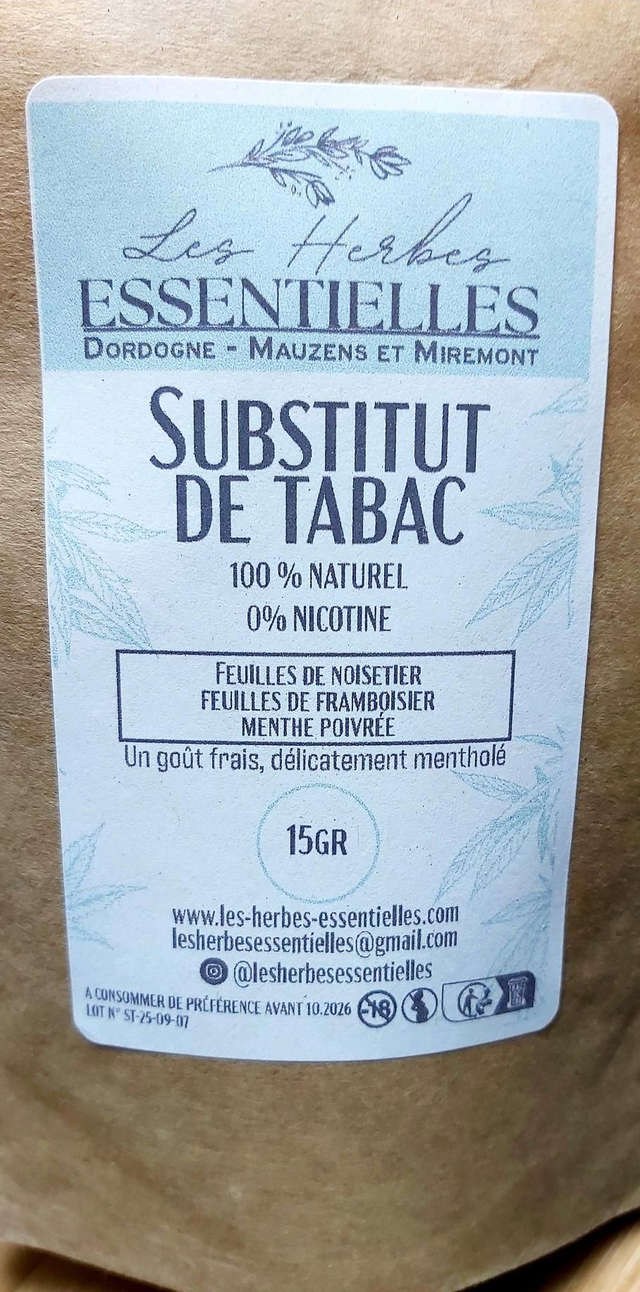 Les Herbes
ESSENTIELLES
DORDOGNE - MAUZENS ET MIREMONT
SUBSTITUT
DE TABAC
100 % NATUREL
0% NICOTINE
FEUILLES DE NOISETIER
FEUILLES DE FRAMBOISIER
MENTHE POIVRÉE
Un goût frais, délicatement mentholé
15GR
www.les-herbes-essentielles.com
lesherbesessentielles@gmail.com
@lesherbesessentielles
A CONSOMMER DE PRÉFÉRENCE AVANT 10.2026
LOT N° ST-25-09-07
-18